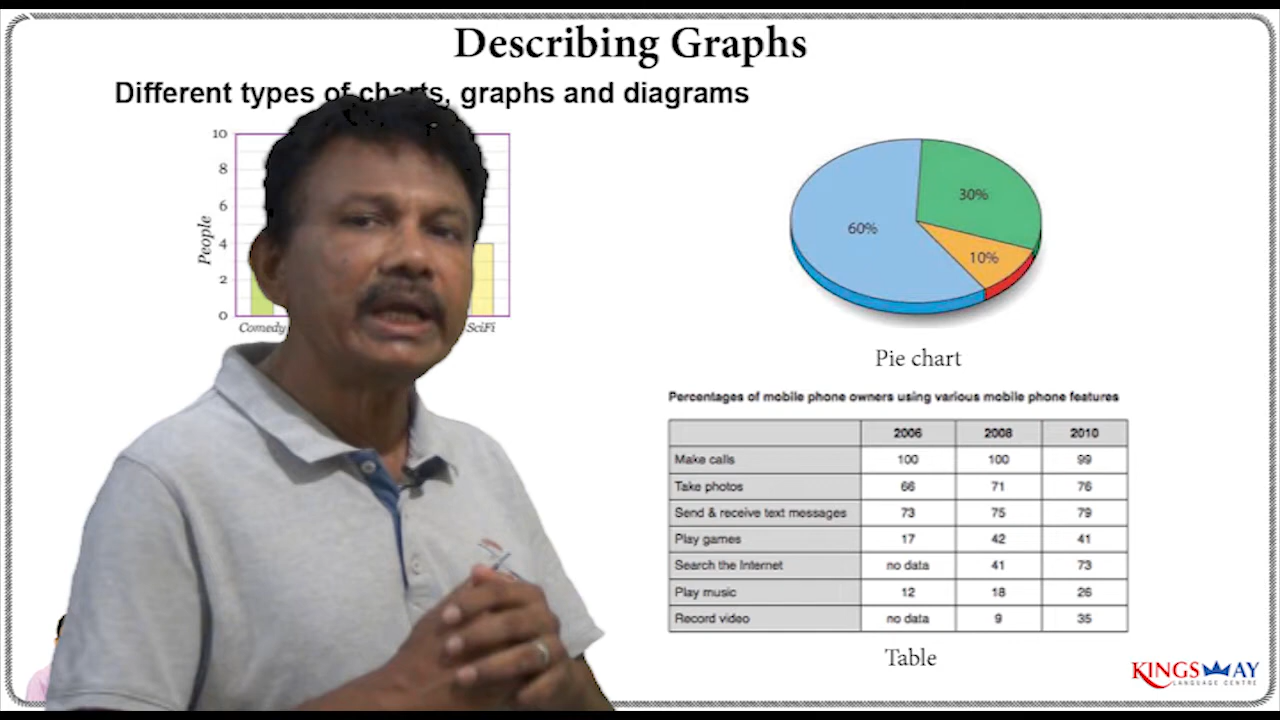 Describing Graphs
Different types of charts, graphs and diagrams
10
8
6
4
2
0
People
Comedy
SciFi
30%
60%
10%
Pie chart
Percentages of mobile phone owners using various mobile phone features
2006 2008 2010
Make calls 100 100 99
Take photos 66 71 76
Send & receive text messages 73 75 79
Play games 17 42 41
Search the Internet no data 41 73
Play music 12 18 26
Record video no data 9 35
Table
KINGSWAY
LANGUAGE CENTRE